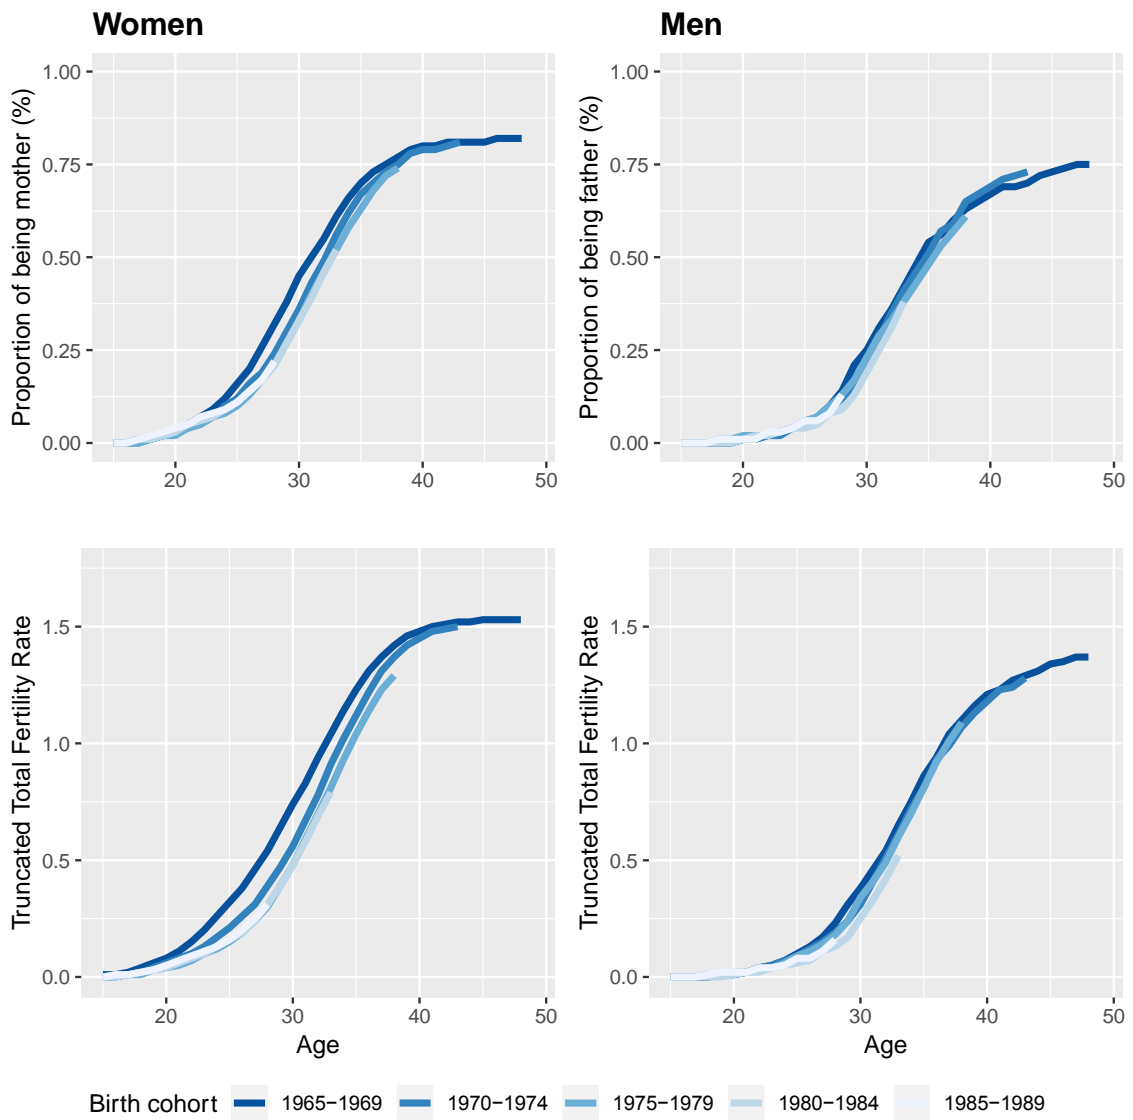 Women
Men
Proportion of being mother (%)
1.00
0.75
0.50
0.25
0.00
20 30 40 50
Proportion of being father (%)
1.00
0.75
0.50
0.25
0.00
20 30 40 50
Truncated Total Fertility Rate
1.5
1.0
0.5
0.0
20 30 40 50
Age
Truncated Total Fertility Rate
1.5
1.0
0.5
0.0
20 30 40 50
Age
Birth cohort 1965−1969 1970−1974 1975−1979 1980−1984 1985−1989